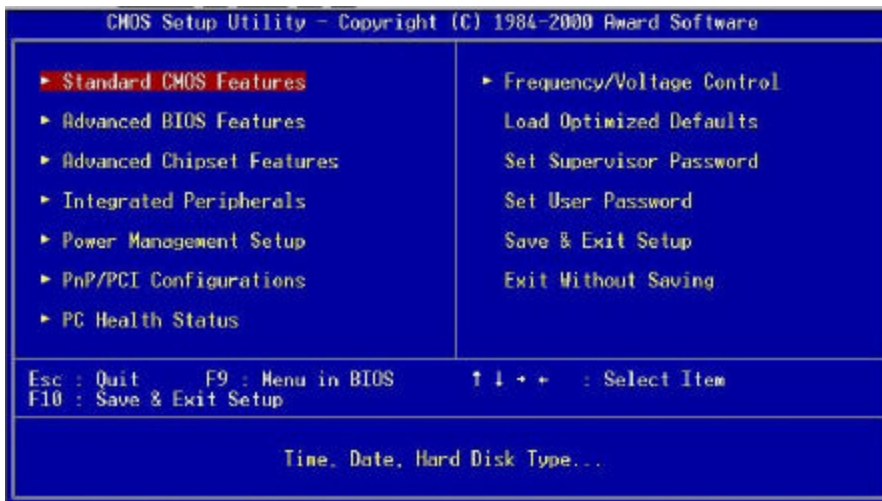 CMOS Setup Utility - Copyright (C) 1984-2000 Award Software
▸ Standard CMOS Features
▸ Advanced BIOS Features
▸ Advanced Chipset Features
▸ Integrated Peripherals
▸ Power Management Setup
▸ PnP/PCI Configurations
▸ PC Health Status
▸ Frequency/Voltage Control
Load Optimized Defaults
Set Supervisor Password
Set User Password
Save & Exit Setup
Exit Without Saving
Esc : Quit F9 : Menu in BIOS ↑ ↓ → ← : Select Item
F10 : Save & Exit Setup
Time, Date, Hard Disk Type...